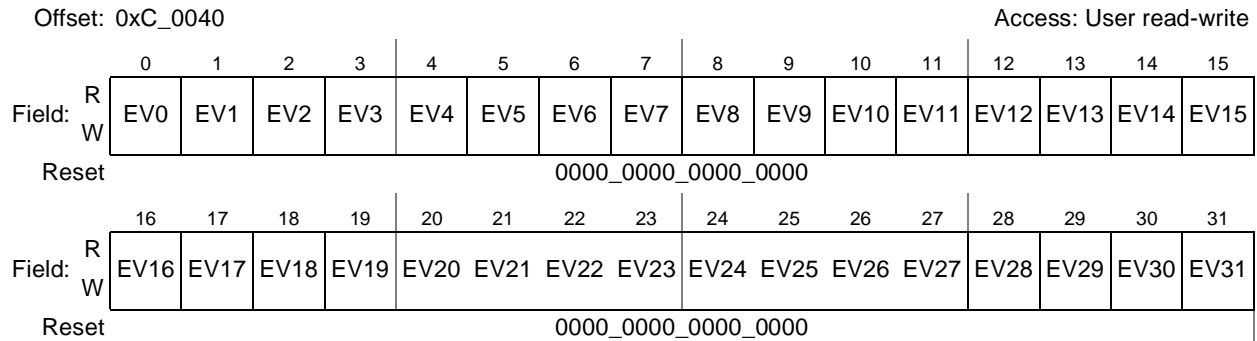 Offset: 0xC_0040 Access: User read-write
0 1 2 3 4 5 6 7 8 9 10 11 12 13 14 15
Field: R W EV0 EV1 EV2 EV3 EV4 EV5 EV6 EV7 EV8 EV9 EV10 EV11 EV12 EV13 EV14 EV15
Reset 0000_0000_0000_0000
16 17 18 19 20 21 22 23 24 25 26 27 28 29 30 31
Field: R W EV16 EV17 EV18 EV19 EV20 EV21 EV22 EV23 EV24 EV25 EV26 EV27 EV28 EV29 EV30 EV31
Reset 0000_0000_0000_0000